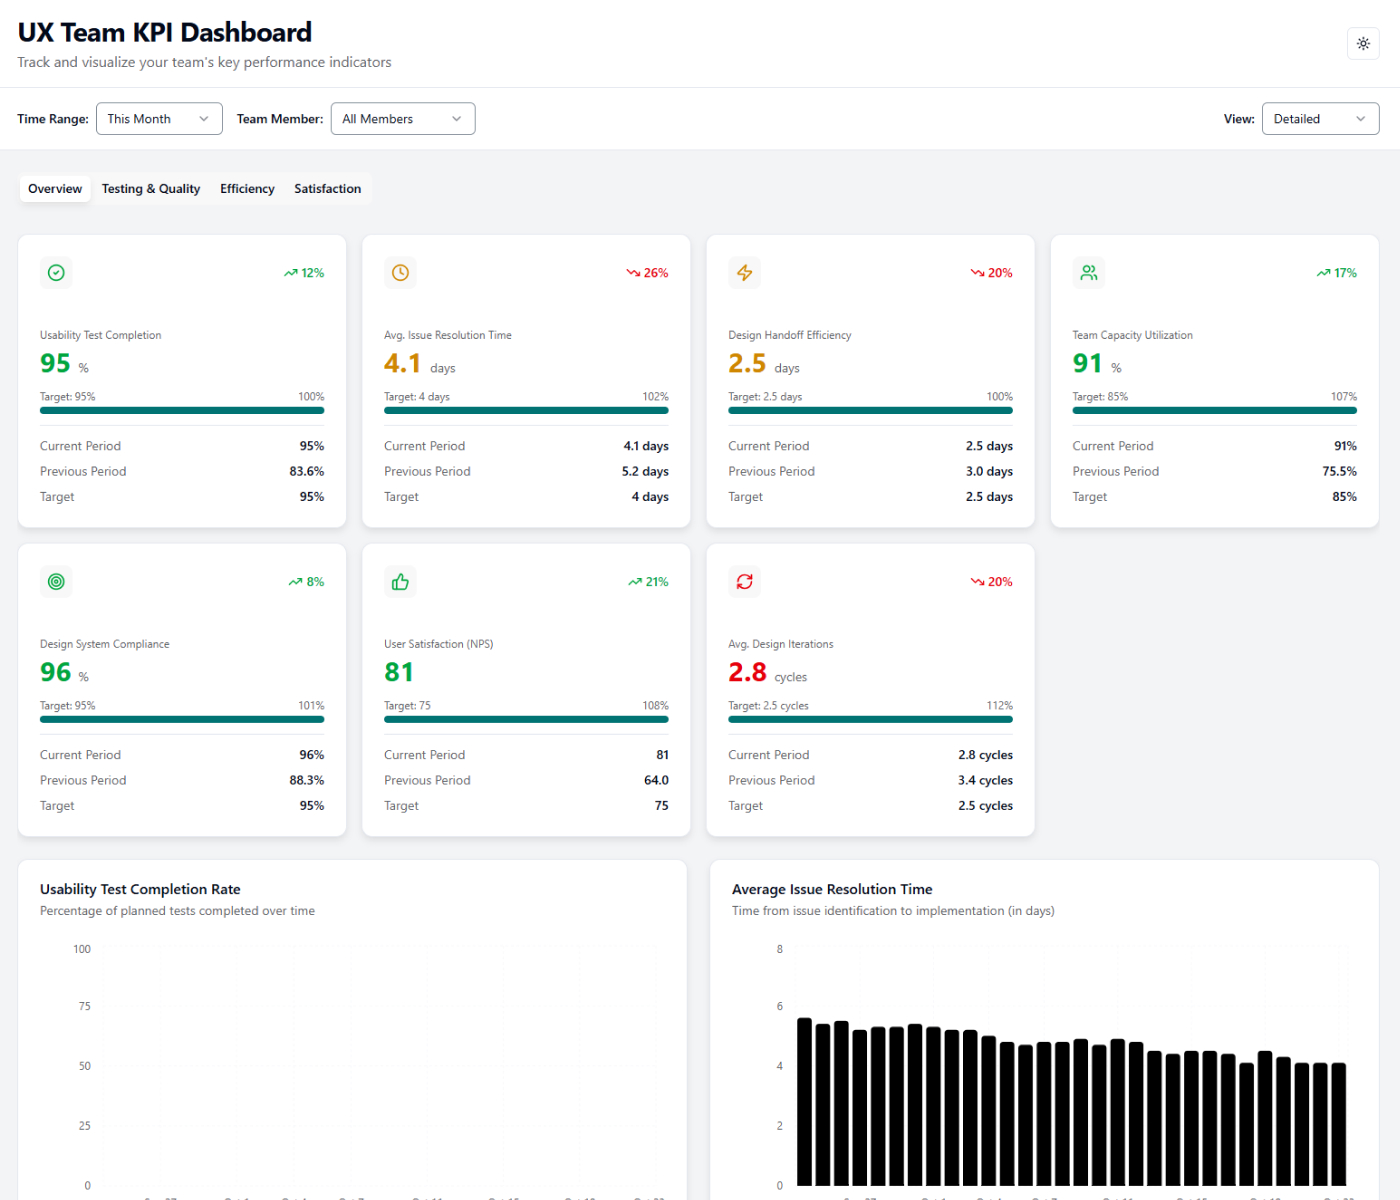 UX Team KPI Dashboard
Track and visualize your team's key performance indicators
Time Range: This Month Team Member: All Members View: Detailed
Overview Testing & Quality Efficiency Satisfaction
12%
Usability Test Completion
95 %
Target: 95% 100%
Current Period 95%
Previous Period 83.6%
Target 95%
26%
Avg. Issue Resolution Time
4.1 days
Target: 4 days 102%
Current Period 4.1 days
Previous Period 5.2 days
Target 4 days
20%
Design Handoff Efficiency
2.5 days
Target: 2.5 days 100%
Current Period 2.5 days
Previous Period 3.0 days
Target 2.5 days
17%
Team Capacity Utilization
91 %
Target: 85% 107%
Current Period 91%
Previous Period 75.5%
Target 85%
8%
Design System Compliance
96 %
Target: 95% 101%
Current Period 96%
Previous Period 88.3%
Target 95%
21%
User Satisfaction (NPS)
81
Target: 75 108%
Current Period 81
Previous Period 64.0
Target 75
20%
Avg. Design Iterations
2.8 cycles
Target: 2.5 cycles 112%
Current Period 2.8 cycles
Previous Period 3.4 cycles
Target 2.5 cycles
Usability Test Completion Rate
Percentage of planned tests completed over time
100
75
50
25
0
Average Issue Resolution Time
Time from issue identification to implementation (in days)
8
6
4
2
0